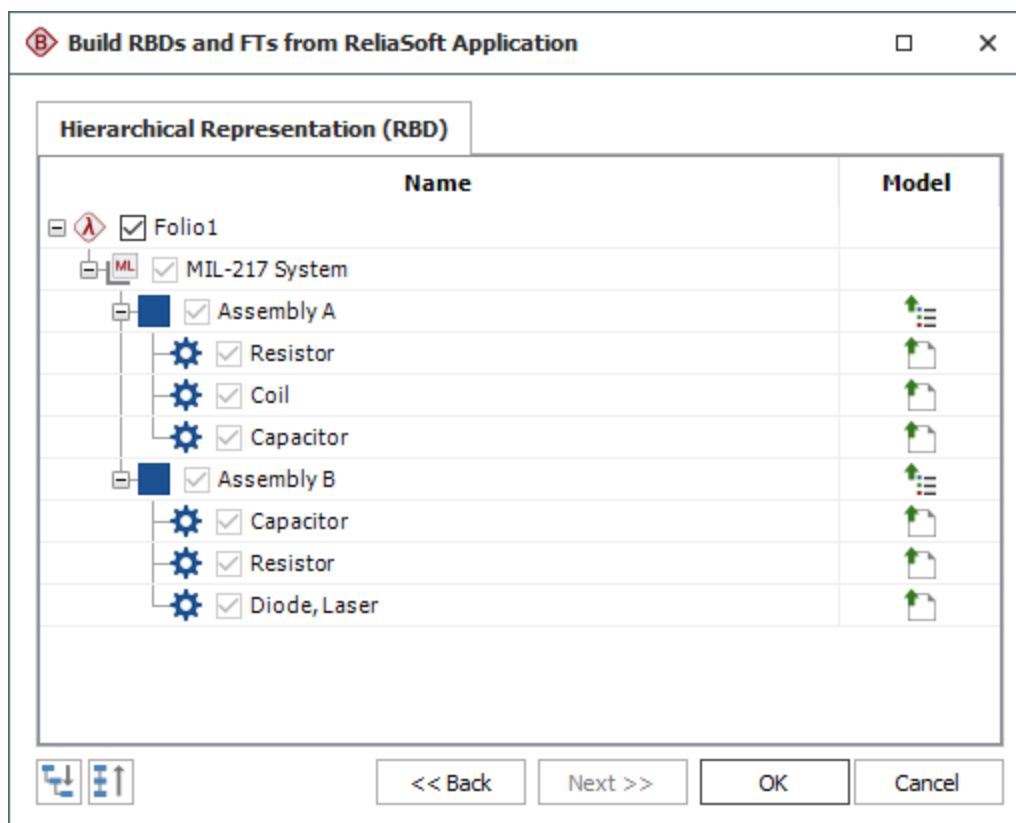 B Build RBDs and FTs from ReliaSoft Application
Hierarchical Representation (RBD)
Name Model
λ Folio1
ML MIL-217 System
Assembly A
Resistor
Coil
Capacitor
Assembly B
Capacitor
Resistor
Diode, Laser
<< Back Next >> OK Cancel